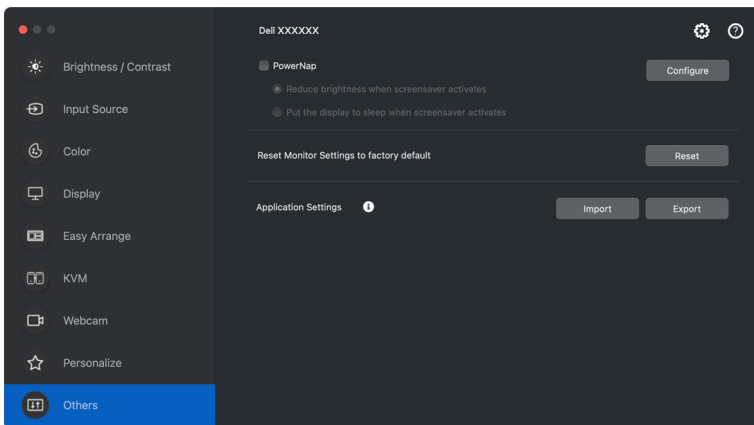 Dell XXXXXX
Brightness / Contrast
Input Source
Color
Display
Easy Arrange
KVM
Webcam
Personalize
Others
PowerNap
Configure
Reduce brightness when screensaver activates
Put the display to sleep when screensaver activates
Reset Monitor Settings to factory default
Reset
Application Settings
Import
Export